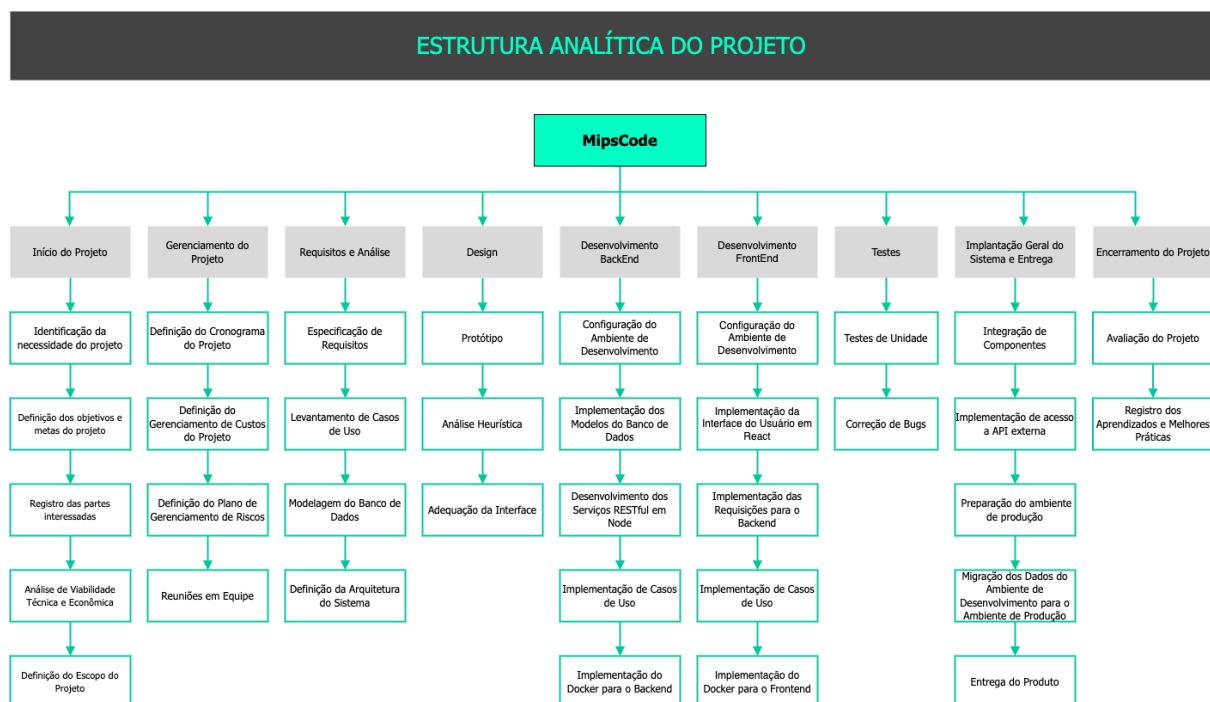 ESTRUTURA ANALÍTICA DO PROJETO
MipsCode
Início do Projeto
Gerenciamento do
Projeto
Requisitos e Análise
Design
Desenvolvimento
BackEnd
Desenvolvimento
FrontEnd
Testes
Implantação Geral do
Sistema e Entrega
Encerramento do Projeto
Identificação da
necessidade do projeto
Definição do Cronograma
do Projeto
Especificação de
Requisitos
Protótipo
Configuração do
Ambiente de
Desenvolvimento
Configuração do
Ambiente de
Desenvolvimento
Testes de Unidade
Integração de
Componentes
Avaliação do Projeto
Definição dos objetivos e
metas do projeto
Definição do
Gerenciamento de Custos
do Projeto
Levantamento de Casos
de Uso
Análise Heurística
Implementação dos
Modelos do Banco de
Dados
Implementação da
Interface do Usuário em
React
Correção de Bugs
Implementação de acesso
a API externa
Registro dos
Aprendizados e Melhores
Práticas
Registro das partes
interessadas
Definição do Plano de
Gerenciamento de Riscos
Modelagem do Banco de
Dados
Adequação da Interface
Desenvolvimento dos
Serviços RESTful em
Node
Implementação das
Requisições para o
Backend
Preparação do ambiente
de produção
Análise de Viabilidade
Técnica e Econômica
Reuniões em Equipe
Definição da Arquitetura
do Sistema
Implementação de Casos
de Uso
Implementação de Casos
de Uso
Migração dos Dados do
Ambiente de
Desenvolvimento para o
Ambiente de Produção
Definição do Escopo do
Projeto
Implementação do
Docker para o Backend
Implementação do
Docker para o Frontend
Entrega do Produto